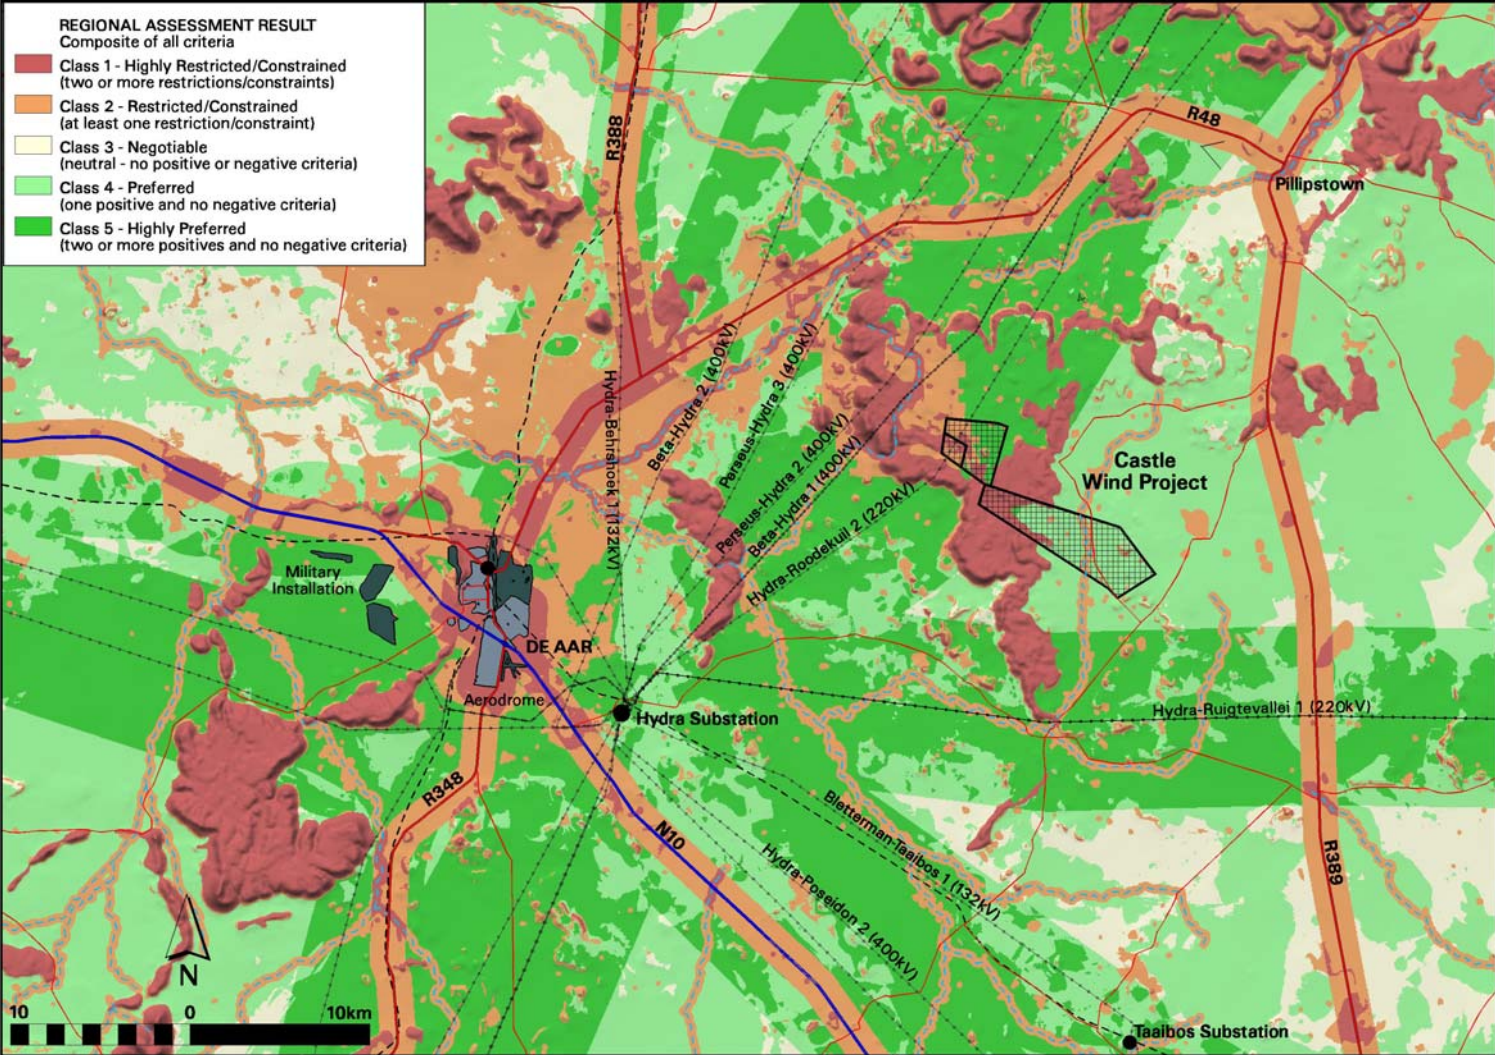 REGIONAL ASSESSMENT RESULT
Composite of all criteria
Class 1 - Highly Restricted/Constrained
(two or more restrictions/constraints)
Class 2 - Restricted/Constrained
(at least one restriction/constraint)
Class 3 - Negotiable
(neutral - no positive or negative criteria)
Class 4 - Preferred
(one positive and no negative criteria)
Class 5 - Highly Preferred
(two or more positives and no negative criteria)
R388
R48
Pillipstown
Hydra-Behrshoek 1 (132kV)
Beta-Hydra 2 (400kV)
Perseus-Hydra 3 (400kV)
Perseus-Hydra 2 (400kV)
Beta-Hydra 1 (400kV)
Hydra-Roodekuil 2 (220kV)
Castle
Wind Project
Military
Installation
DE AAR
Aerodrome
Hydra Substation
Hydra-Ruigtevallei 1 (220kV)
R348
N10
Bletterman-Taaibos 1 (132kV)
Hydra-Poseidon 2 (400kV)
R389
N
10 0 10km
Taaibos Substation